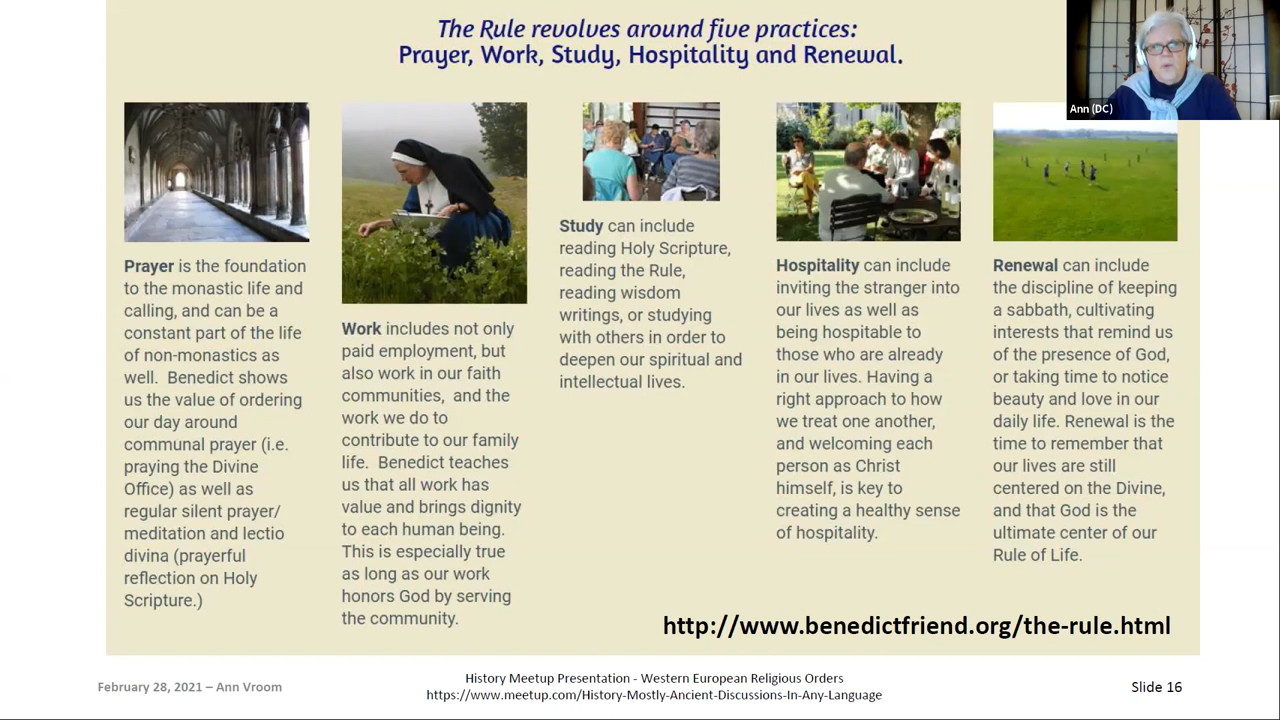 The Rule revolves around five practices:
Prayer, Work, Study, Hospitality and Renewal.
Ann (DC)
Prayer is the foundation
to the monastic life and
calling, and can be a
constant part of the life
of non-monastics as
well.  Benedict shows
us the value of ordering
our day around
communal prayer (i.e.
praying the Divine
Office) as well as
regular silent prayer/
meditation and lectio
divina (prayerful
reflection on Holy
Scripture.)
Work includes not only
paid employment, but
also work in our faith
communities,  and the
work we do to
contribute to our family
life.  Benedict teaches
us that all work has
value and brings dignity
to each human being.
This is especially true
as long as our work
honors God by serving
the community.
Study can include
reading Holy Scripture,
reading the Rule,
reading wisdom
writings, or studying
with others in order to
deepen our spiritual and
intellectual lives.
Hospitality can include
inviting the stranger into
our lives as well as
being hospitable to
those who are already
in our lives. Having a
right approach to how
we treat one another,
and welcoming each
person as Christ
himself, is key to
creating a healthy sense
of hospitality.
Renewal can include
the discipline of keeping
a sabbath, cultivating
interests that remind us
of the presence of God,
or taking time to notice
beauty and love in our
daily life. Renewal is the
time to remember that
our lives are still
centered on the Divine,
and that God is the
ultimate center of our
Rule of Life.
http://www.benedictfriend.org/the-rule.html
February 28, 2021 – Ann Vroom
History Meetup Presentation - Western European Religious Orders
https://www.meetup.com/History-Mostly-Ancient-Discussions-In-Any-Language
Slide 16